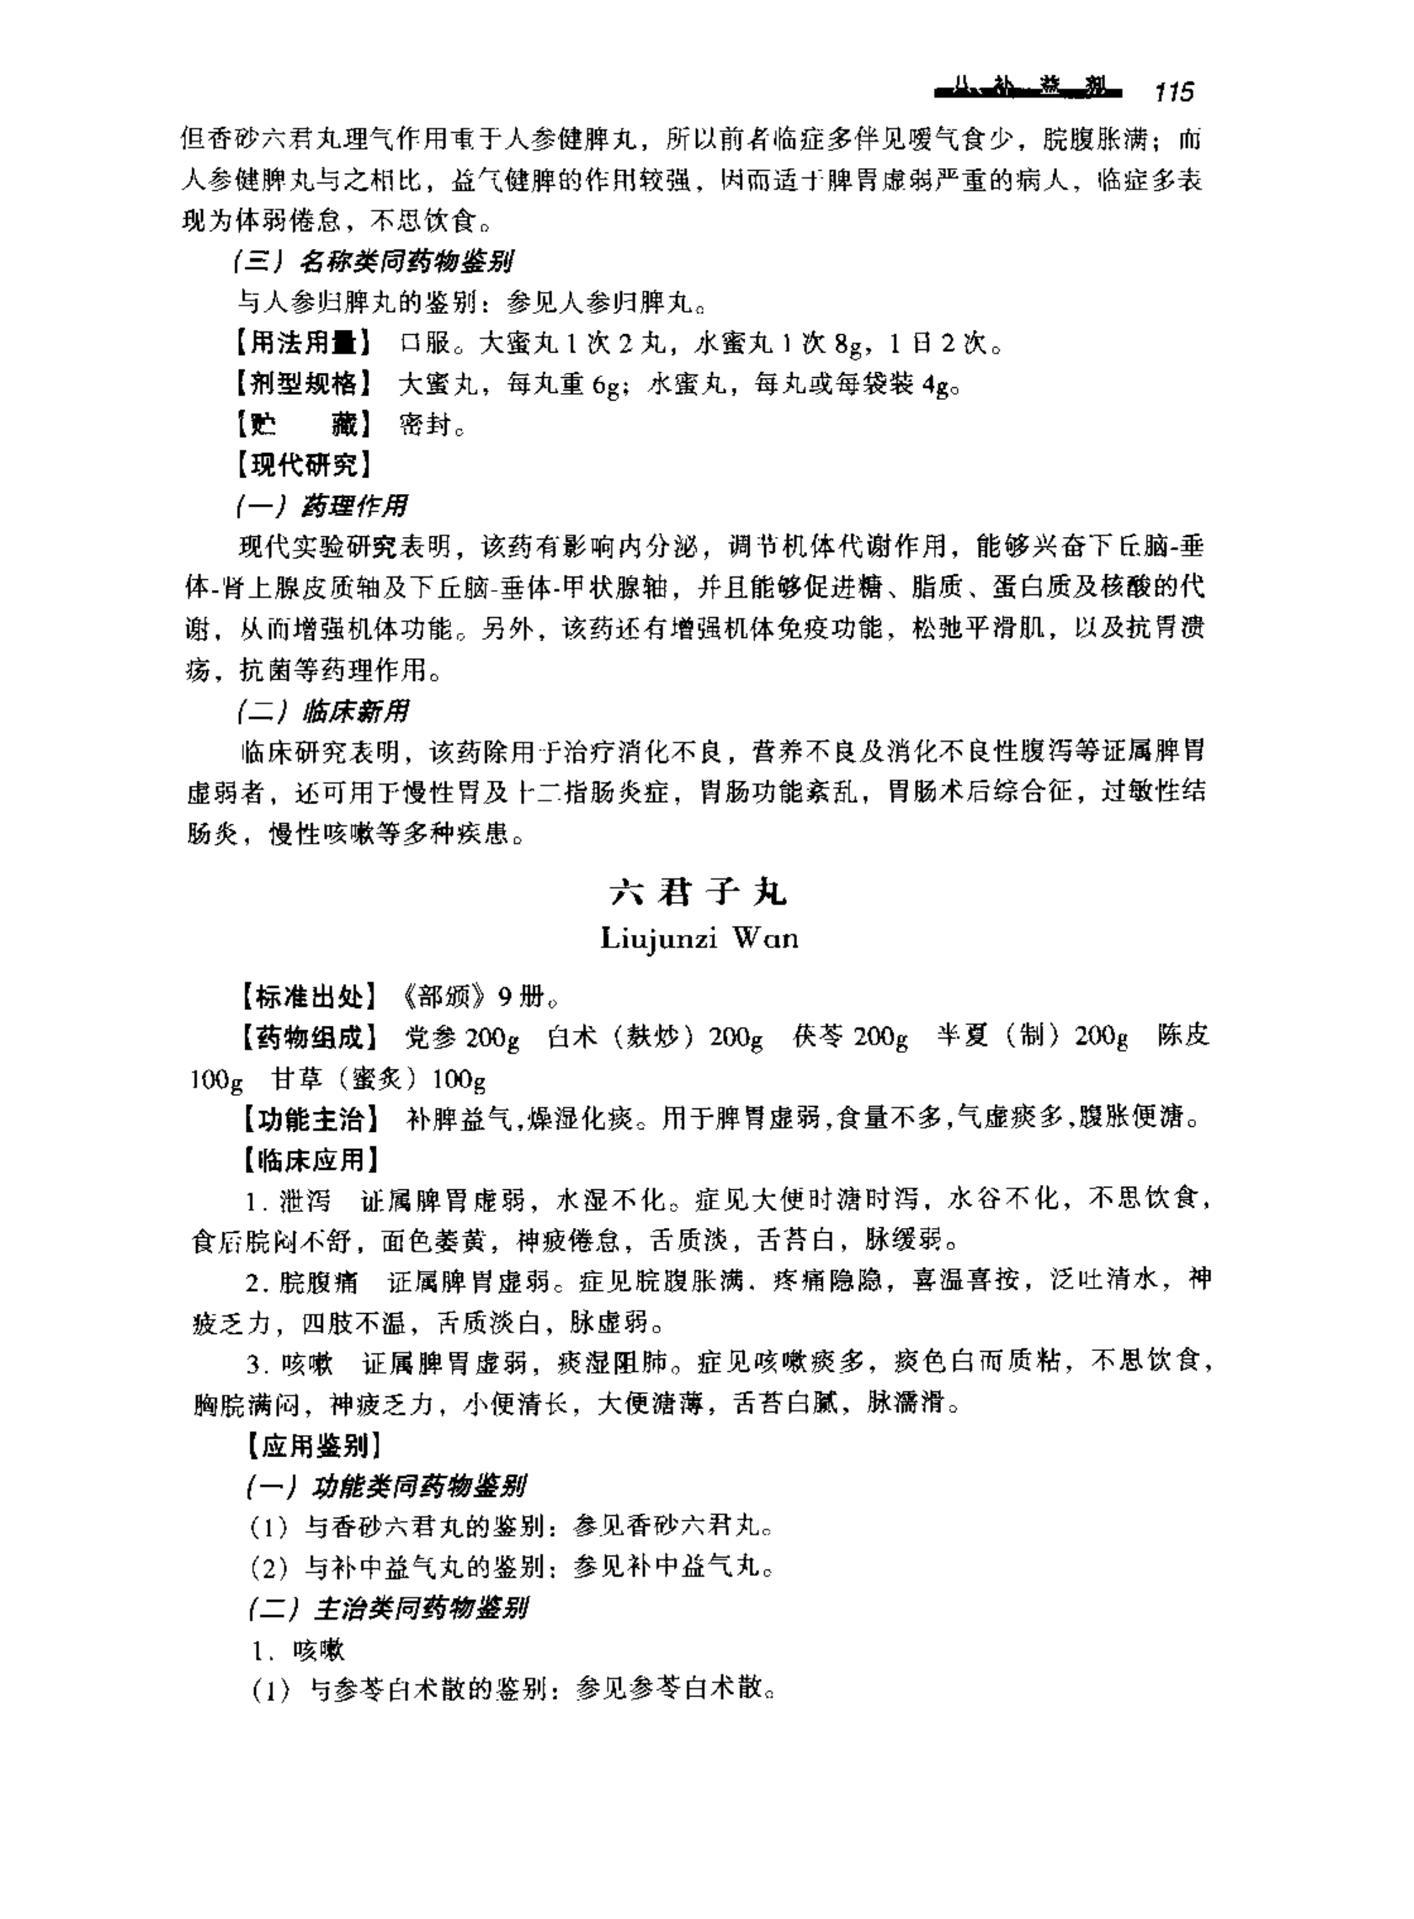 八、补益剂 115
但香砂六君丸理气作用重于人参健脾丸，所以前者临症多伴见嗳气食少，脘腹胀满；而
人参健脾丸与之相比，益气健脾的作用较强，因而适于脾胃虚弱严重的病人，临症多表
现为体弱倦怠，不思饮食。
（三）名称类同药物鉴别
与人参归脾丸的鉴别：参见人参归脾丸。
【用法用量】 口服。大蜜丸1次2丸，水蜜丸1次8g，1日2次。
【剂型规格】 大蜜丸，每丸重6g；水蜜丸，每丸或每袋装4g。
【贮　　藏】 密封。
【现代研究】
（一）药理作用
现代实验研究表明，该药有影响内分泌，调节机体代谢作用，能够兴奋下丘脑-垂
体-肾上腺皮质轴及下丘脑-垂体-甲状腺轴，并且能够促进糖、脂质、蛋白质及核酸的代
谢，从而增强机体功能。另外，该药还有增强机体免疫功能，松弛平滑肌，以及抗胃溃
疡，抗菌等药理作用。
（二）临床新用
临床研究表明，该药除用于治疗消化不良，营养不良及消化不良性腹泻等证属脾胃
虚弱者，还可用于慢性胃及十二指肠炎症，胃肠功能紊乱，胃肠术后综合征，过敏性结
肠炎，慢性咳嗽等多种疾患。
六君子丸
Liujunzi Wan
【标准出处】《部颁》9册。
【药物组成】 党参200g　白术（麸炒）200g　茯苓200g　半夏（制）200g　陈皮
100g　甘草（蜜炙）100g
【功能主治】 补脾益气,燥湿化痰。用于脾胃虚弱,食量不多,气虚痰多,腹胀便溏。
【临床应用】
1. 泄泻　证属脾胃虚弱，水湿不化。症见大便时溏时泻，水谷不化，不思饮食，
食后脘闷不舒，面色萎黄，神疲倦怠，舌质淡，舌苔白，脉缓弱。
2. 脘腹痛　证属脾胃虚弱。症见脘腹胀满，疼痛隐隐，喜温喜按，泛吐清水，神
疲乏力，四肢不温，舌质淡白，脉虚弱。
3. 咳嗽　证属脾胃虚弱，痰湿阻肺。症见咳嗽痰多，痰色白而质粘，不思饮食，
胸脘满闷，神疲乏力，小便清长，大便溏薄，舌苔白腻，脉濡滑。
【应用鉴别】
（一）功能类同药物鉴别
（1）与香砂六君丸的鉴别：参见香砂六君丸。
（2）与补中益气丸的鉴别：参见补中益气丸。
（二）主治类同药物鉴别
1. 咳嗽
（1）与参苓白术散的鉴别：参见参苓白术散。